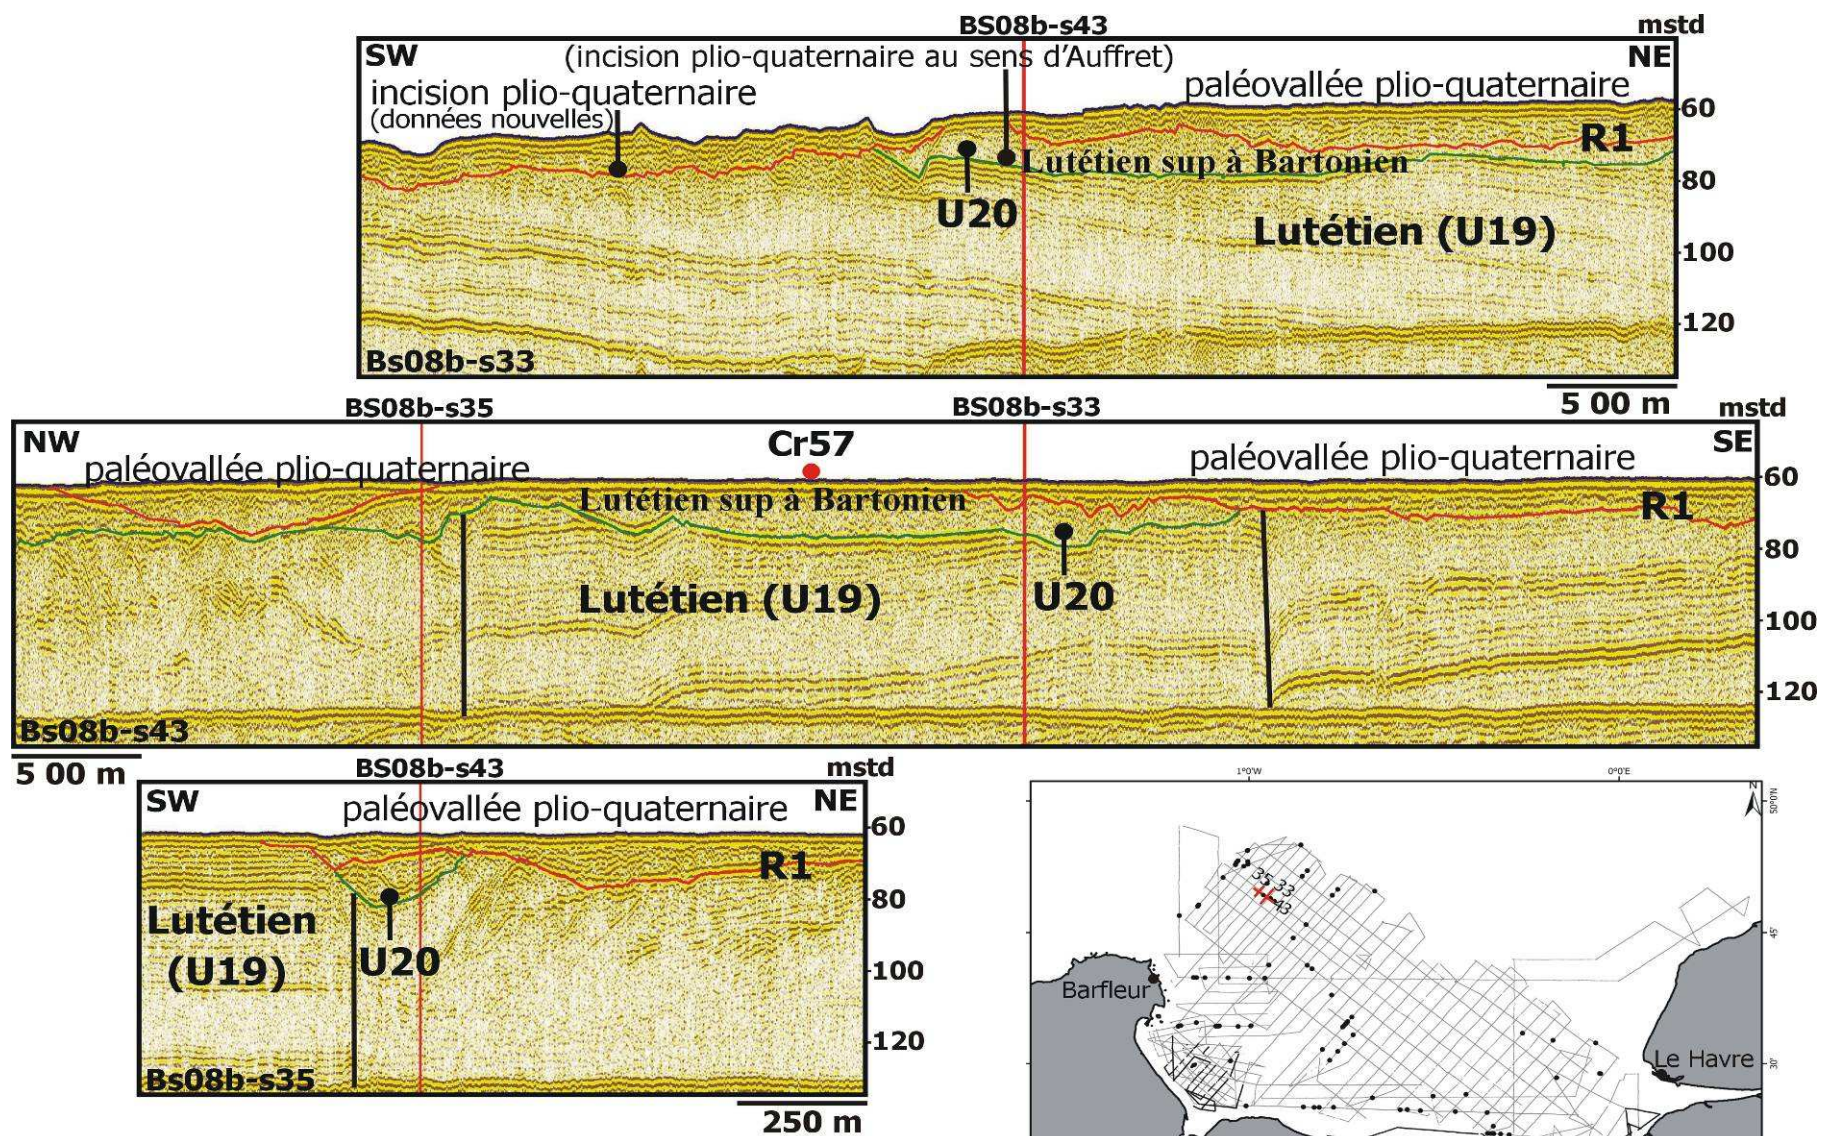 BS08b-s43
mstd
SW
(incision plio-quaternaire au sens d'Auffret)
NE
incision plio-quaternaire
(données nouvelles)
paléovallée plio-quaternaire
60
R1
Lutétien sup à Bartonien
80
U20
Lutétien (U19)
100
120
Bs08b-s33
5 00 m
BS08b-s35
BS08b-s33
mstd
NW
Cr57
SE
paléovallée plio-quaternaire
paléovallée plio-quaternaire
60
Lutétien sup à Bartonien
R1
80
Lutétien (U19)
U20
100
120
Bs08b-s43
5 00 m
BS08b-s43
mstd
SW
paléovallée plio-quaternaire
NE
60
R1
80
Lutétien
(U19)
U20
100
120
Bs08b-s35
250 m
1°0'W
0°0'E
N
50°0'N
35
33
43
45'
Barfleur
30'
Le Havre